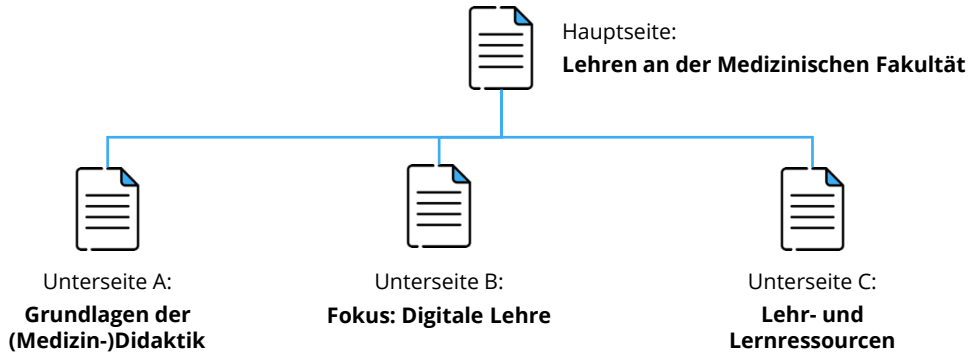 Hauptseite:
Lehren an der Medizinischen Fakultät
Unterseite A:
Grundlagen der
(Medizin-)Didaktik
Unterseite B:
Fokus: Digitale Lehre
Unterseite C:
Lehr- und
Lernressourcen